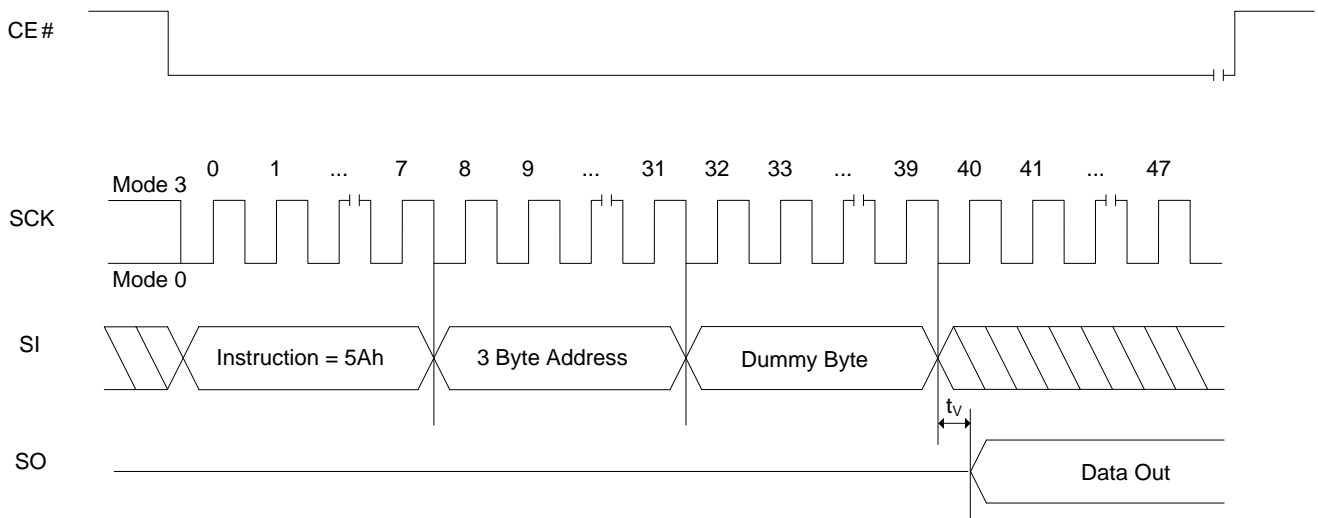 CE#
0 1 ... 7 8 9 ... 31 32 33 ... 39 40 41 ... 47
Mode 3
SCK
Mode 0
SI
Instruction = 5Ah
3 Byte Address
Dummy Byte
tV
SO
Data Out